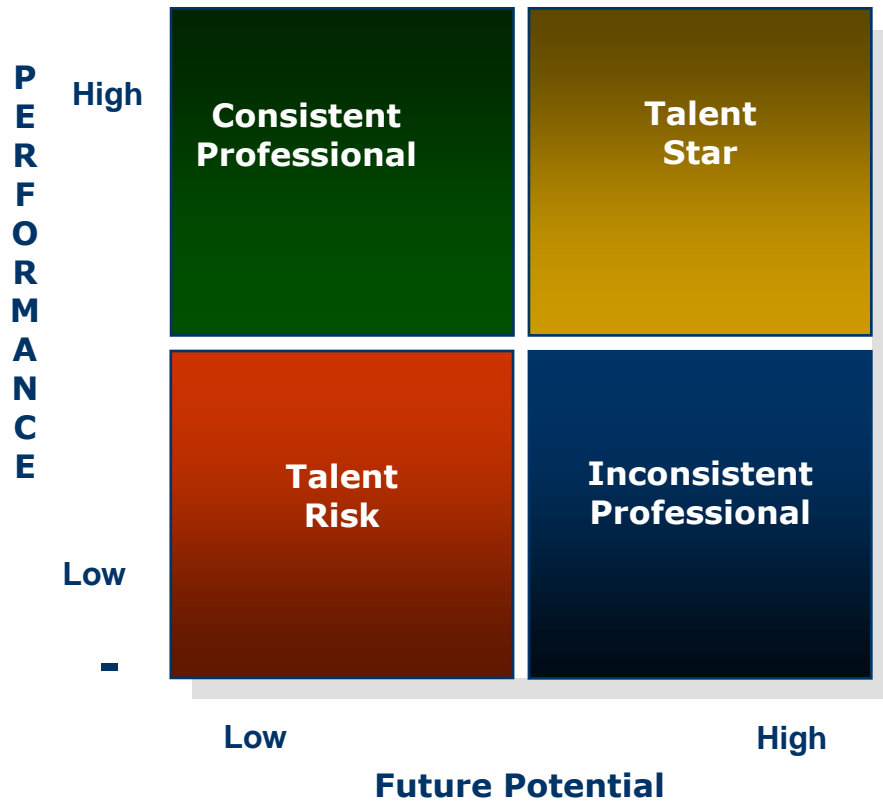 PERFORMANCE
High
Consistent
Professional
Talent
Star
Talent
Risk
Inconsistent
Professional
Low
-
Low
High
Future Potential